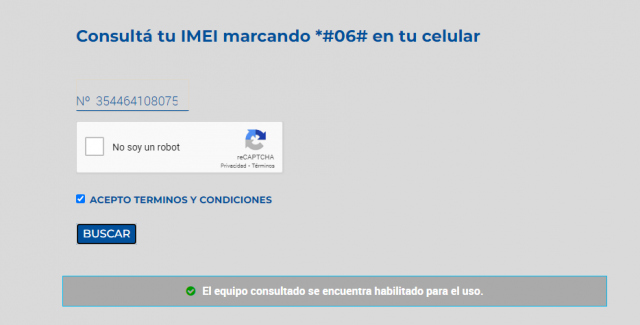 Consultá tu IMEI marcando *#06# en tu celular
Nº 354464108075
No soy un robot
reCAPTCHA
Privacidad - Términos
ACEPTO TERMINOS Y CONDICIONES
BUSCAR
El equipo consultado se encuentra habilitado para el uso.